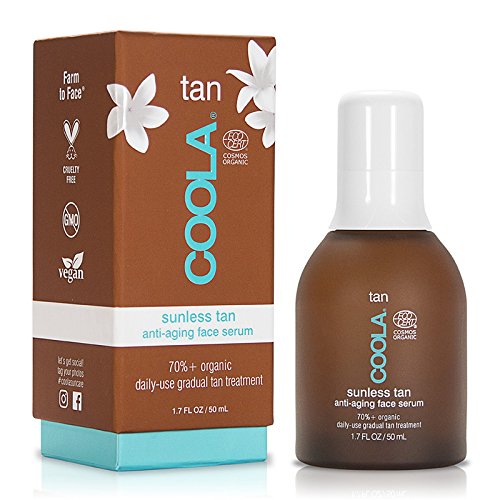 Farm
to Face®
CRUELTY
FREE
GMO
vegan
let's get social!
tag your photos
#coolasuncare
tan
COOLA®
ECO
CERT
COSMOS
ORGANIC
sunless tan
anti-aging face serum
70%+ organic
daily-use gradual tan treatment
1.7 FL OZ / 50 mL
tan
COOLA.
ECO
CERT
COSMOS
ORGANIC
sunless tan
anti-aging face serum
70%+ organic
daily-use gradual tan treatment
1.7 FL OZ / 50 mL